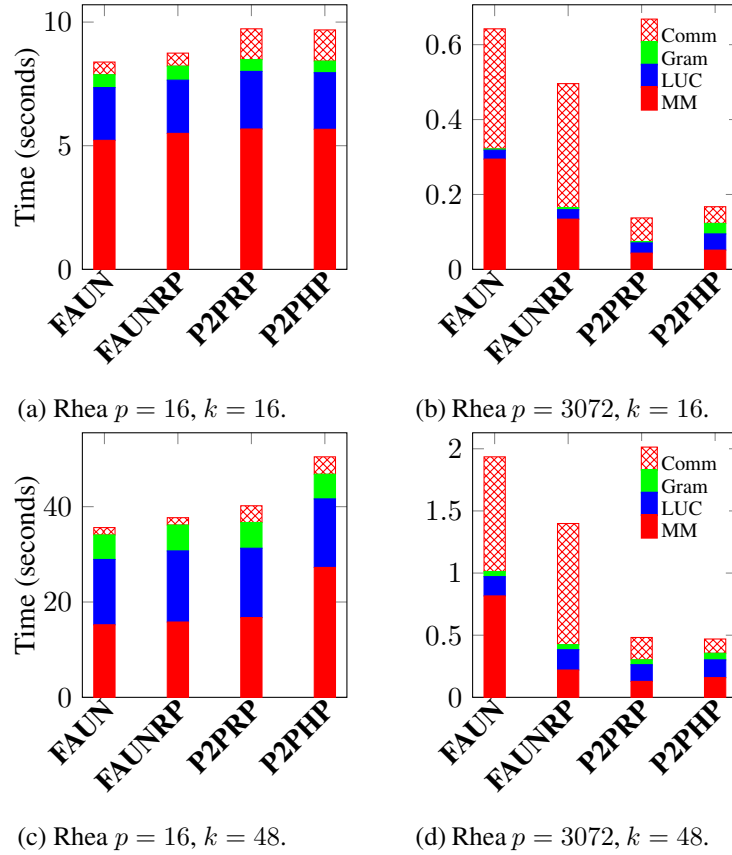 10
5
0
Time (seconds)
FAUN
FAUNRP
P2PRP
P2PHP
(a) Rhea p = 16, k = 16.
0.6
0.4
0.2
0
Comm
Gram
LUC
MM
FAUN
FAUNRP
P2PRP
P2PHP
(b) Rhea p = 3072, k = 16.
40
20
0
Time (seconds)
FAUN
FAUNRP
P2PRP
P2PHP
(c) Rhea p = 16, k = 48.
2
1.5
1
0.5
0
Comm
Gram
LUC
MM
FAUN
FAUNRP
P2PRP
P2PHP
(d) Rhea p = 3072, k = 48.